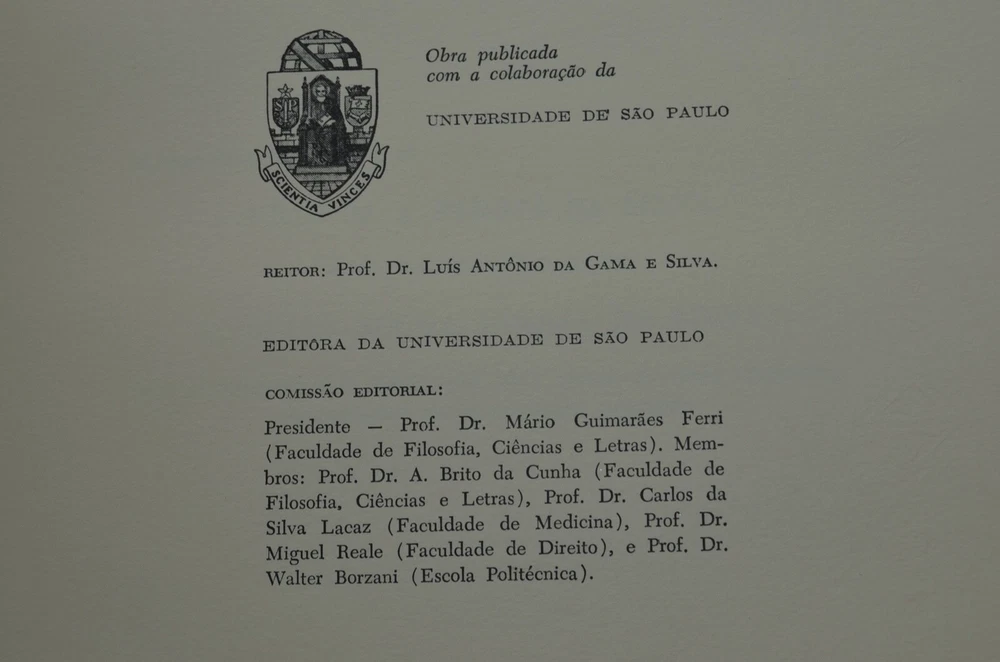 Obra publicada
com a colaboração da
UNIVERSIDADE DE SÃO PAULO
SP
SCIENTIA VINCES
REITOR: Prof. Dr. Luís Antônio da Gama e Silva.
EDITÔRA DA UNIVERSIDADE DE SÃO PAULO
COMISSÃO EDITORIAL:
Presidente — Prof. Dr. Mário Guimarães Ferri
(Faculdade de Filosofia, Ciências e Letras). Mem-
bros: Prof. Dr. A. Brito da Cunha (Faculdade de
Filosofia, Ciências e Letras), Prof. Dr. Carlos da
Silva Lacaz (Faculdade de Medicina), Prof. Dr.
Miguel Reale (Faculdade de Direito), e Prof. Dr.
Walter Borzani (Escola Politécnica).